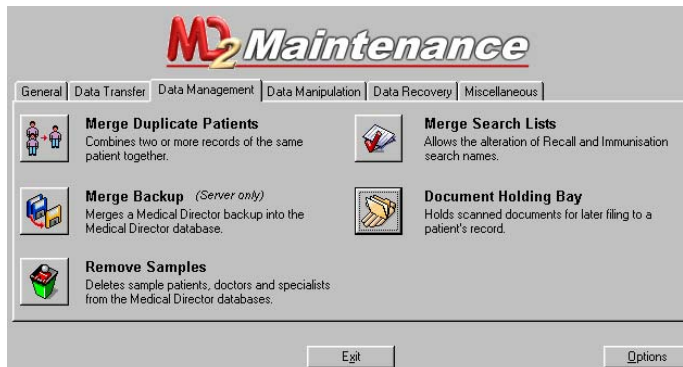 MD2 Maintenance
General Data Transfer Data Management Data Manipulation Data Recovery Miscellaneous
Merge Duplicate Patients
Combines two or more records of the same
patient together.
Merge Search Lists
Allows the alteration of Recall and Immunisation
search names.
Merge Backup (Server only)
Merges a Medical Director backup into the
Medical Director database.
Document Holding Bay
Holds scanned documents for later filing to a
patient's record.
Remove Samples
Deletes sample patients, doctors and specialists
from the Medical Director databases.
Exit Options